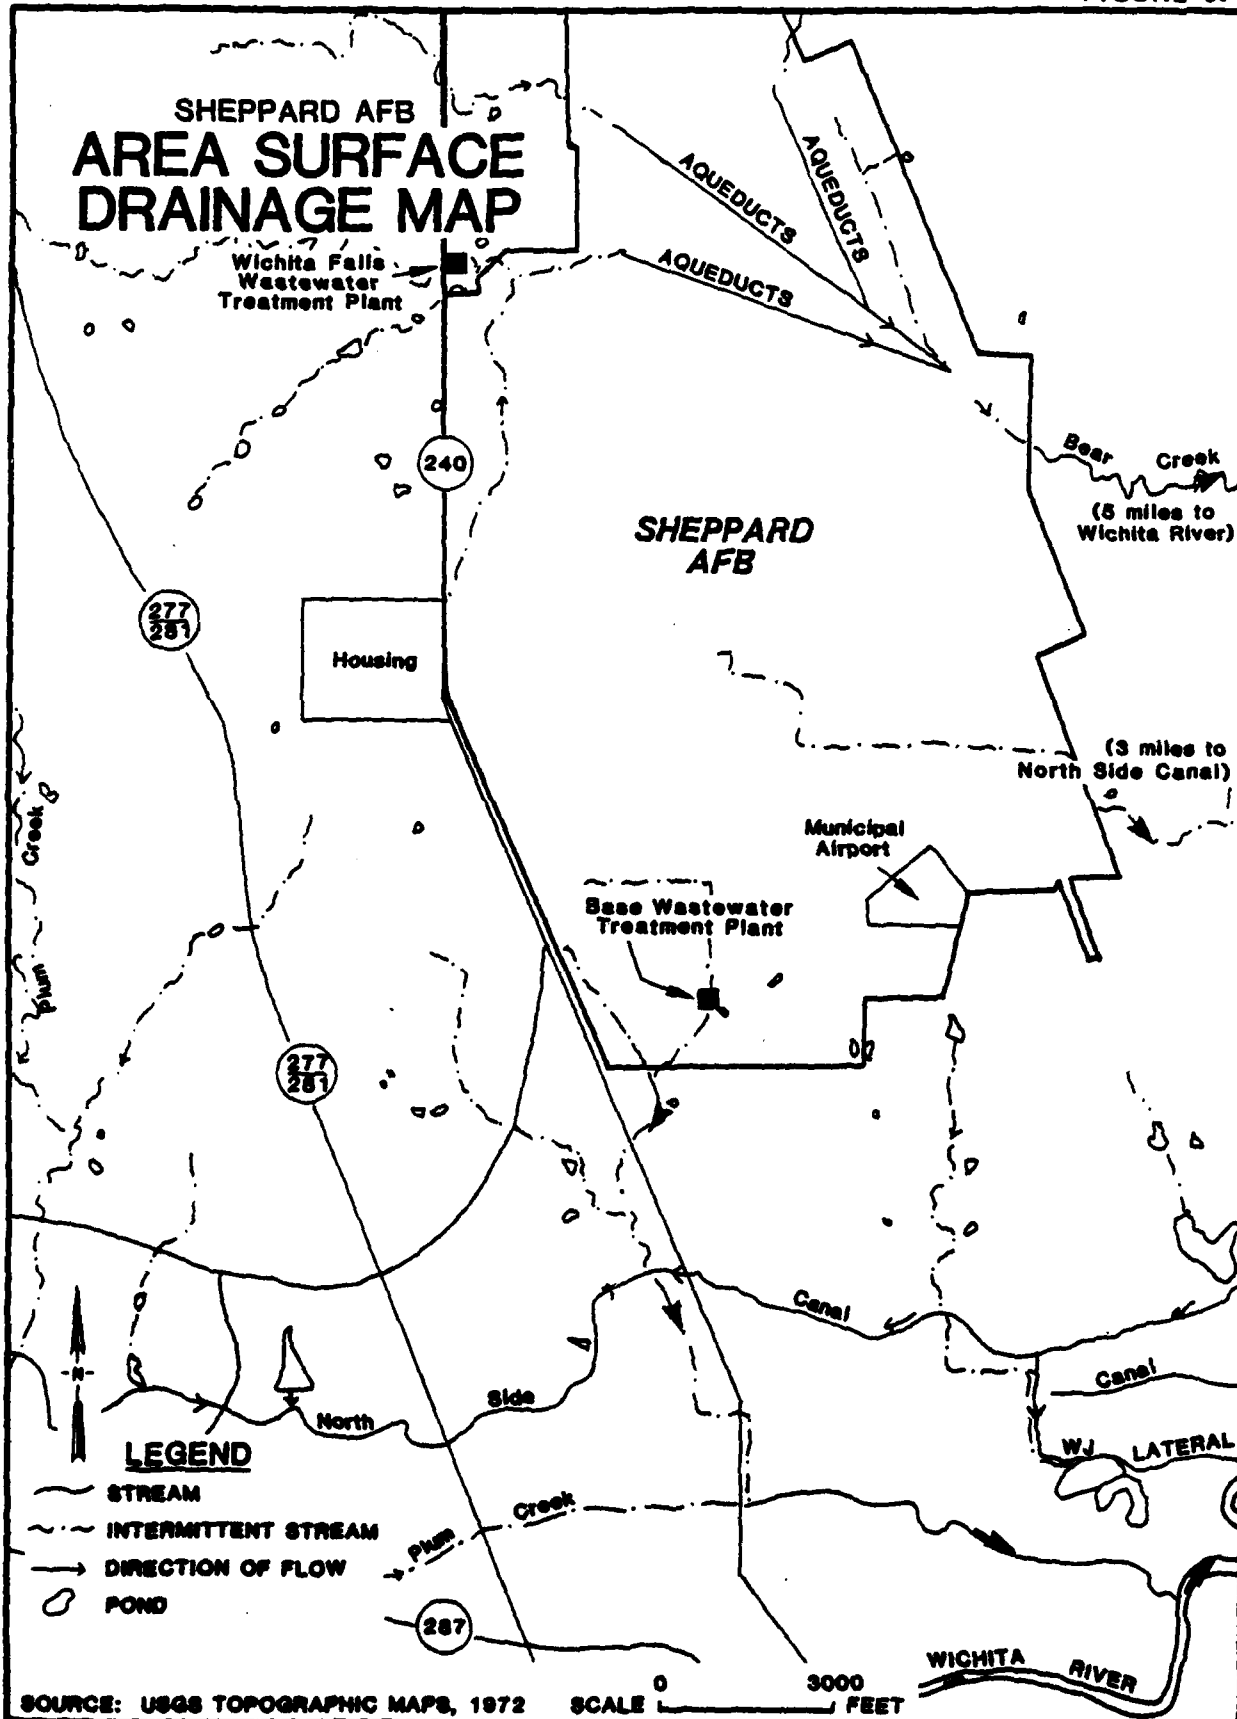 SHEPPARD AFB
AREA SURFACE
DRAINAGE MAP
Wichita Falls
Wastewater
Treatment Plant
AQUEDUCTS
AQUEDUCTS
AQUEDUCTS
240
Bear Creek
(5 miles to
Wichita River)
SHEPPARD
AFB
277
281
Housing
(3 miles to
North Side Canal)
Creek
Plum
Municipal
Airport
Base Wastewater
Treatment Plant
277
281
Canal
Side
North
Canal
WJ LATERAL
LEGEND
STREAM
INTERMITTENT STREAM
DIRECTION OF FLOW
POND
N
Plum Creek
287
WICHITA RIVER
SOURCE: USGS TOPOGRAPHIC MAPS, 1972
SCALE 0 3000 FEET